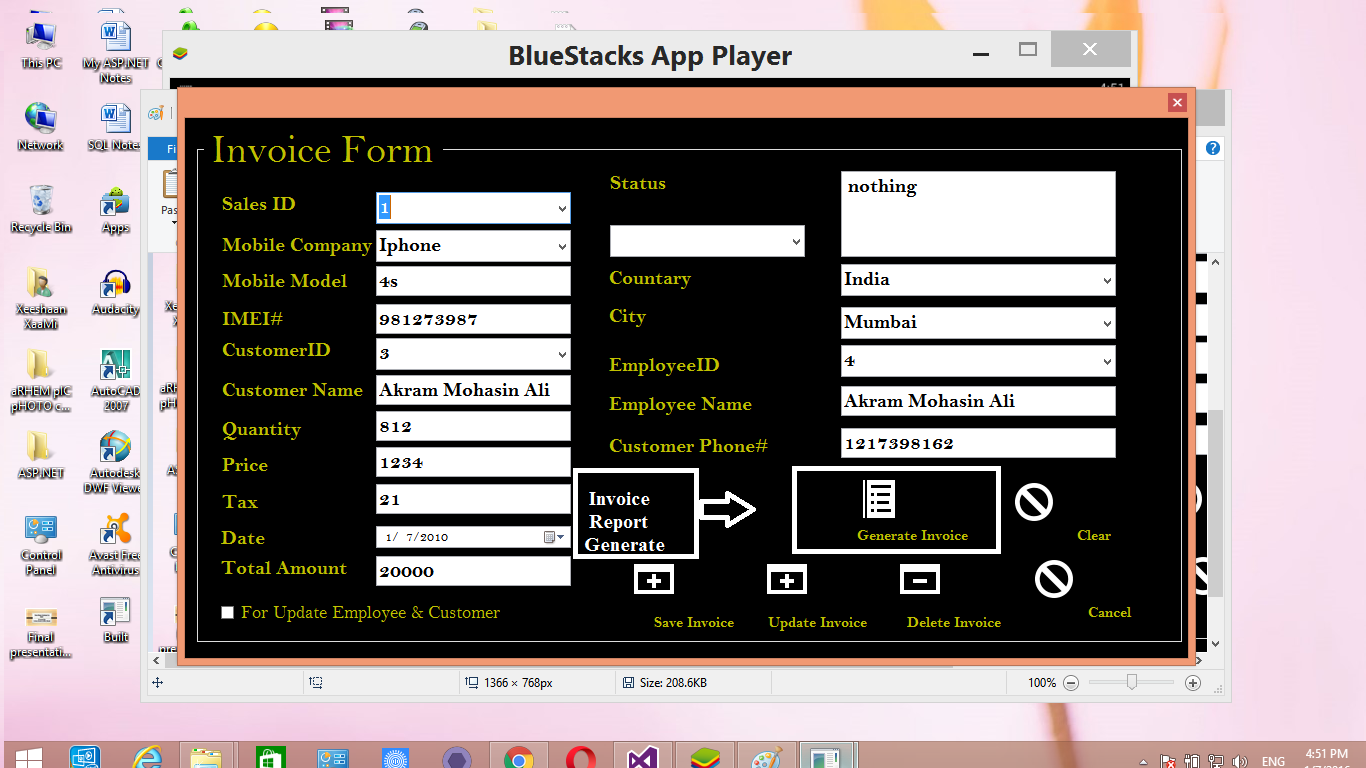 This PC
My ASP.NET
Notes
BlueStacks App Player
4:51
Network
SQL Notes
Recycle Bin
Apps
Xeeshaan
XaaMi
Audacity
aRHEM pIC
pHOTO c...
AutoCAD
2007
ASP.NET
Autodesk
DWF Viewer
Control
Panel
Avast Free
Antivirus
Final
presentati...
Built
Fi
Pas
Invoice Form
Sales ID
1
Mobile Company
Iphone
Mobile Model
4s
IMEI#
981273987
CustomerID
3
Customer Name
Akram Mohasin Ali
Quantity
812
Price
1234
Tax
21
Date
1/ 7/2010
Total Amount
20000
For Update Employee & Customer
Status
nothing
Countary
India
City
Mumbai
EmployeeID
4
Employee Name
Akram Mohasin Ali
Customer Phone#
1217398162
Invoice
Report
Generate
Generate Invoice
Clear
Save Invoice
Update Invoice
Delete Invoice
Cancel
1366 × 768px
Size: 208.6KB
100%
ENG
4:51 PM